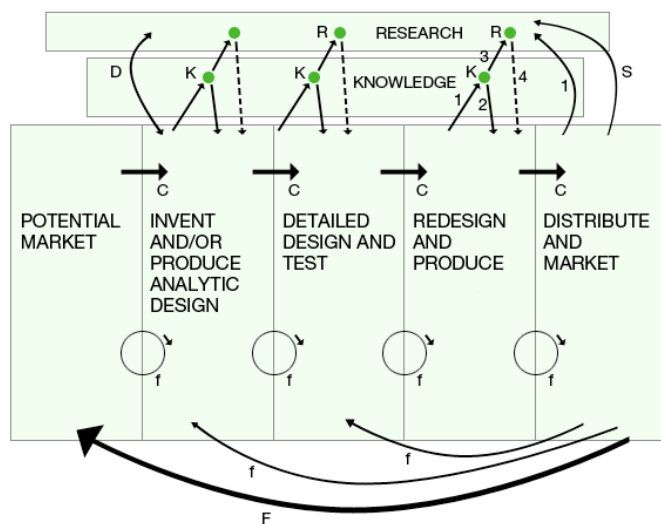 R RESEARCH R
D 3 S
K K KNOWLEDGE K 4 1
1 2
C C C C
POTENTIAL
MARKET
INVENT
AND/OR
PRODUCE
ANALYTIC
DESIGN
DETAILED
DESIGN AND
TEST
REDESIGN
AND
PRODUCE
DISTRIBUTE
AND
MARKET
f f f f
f
f
F